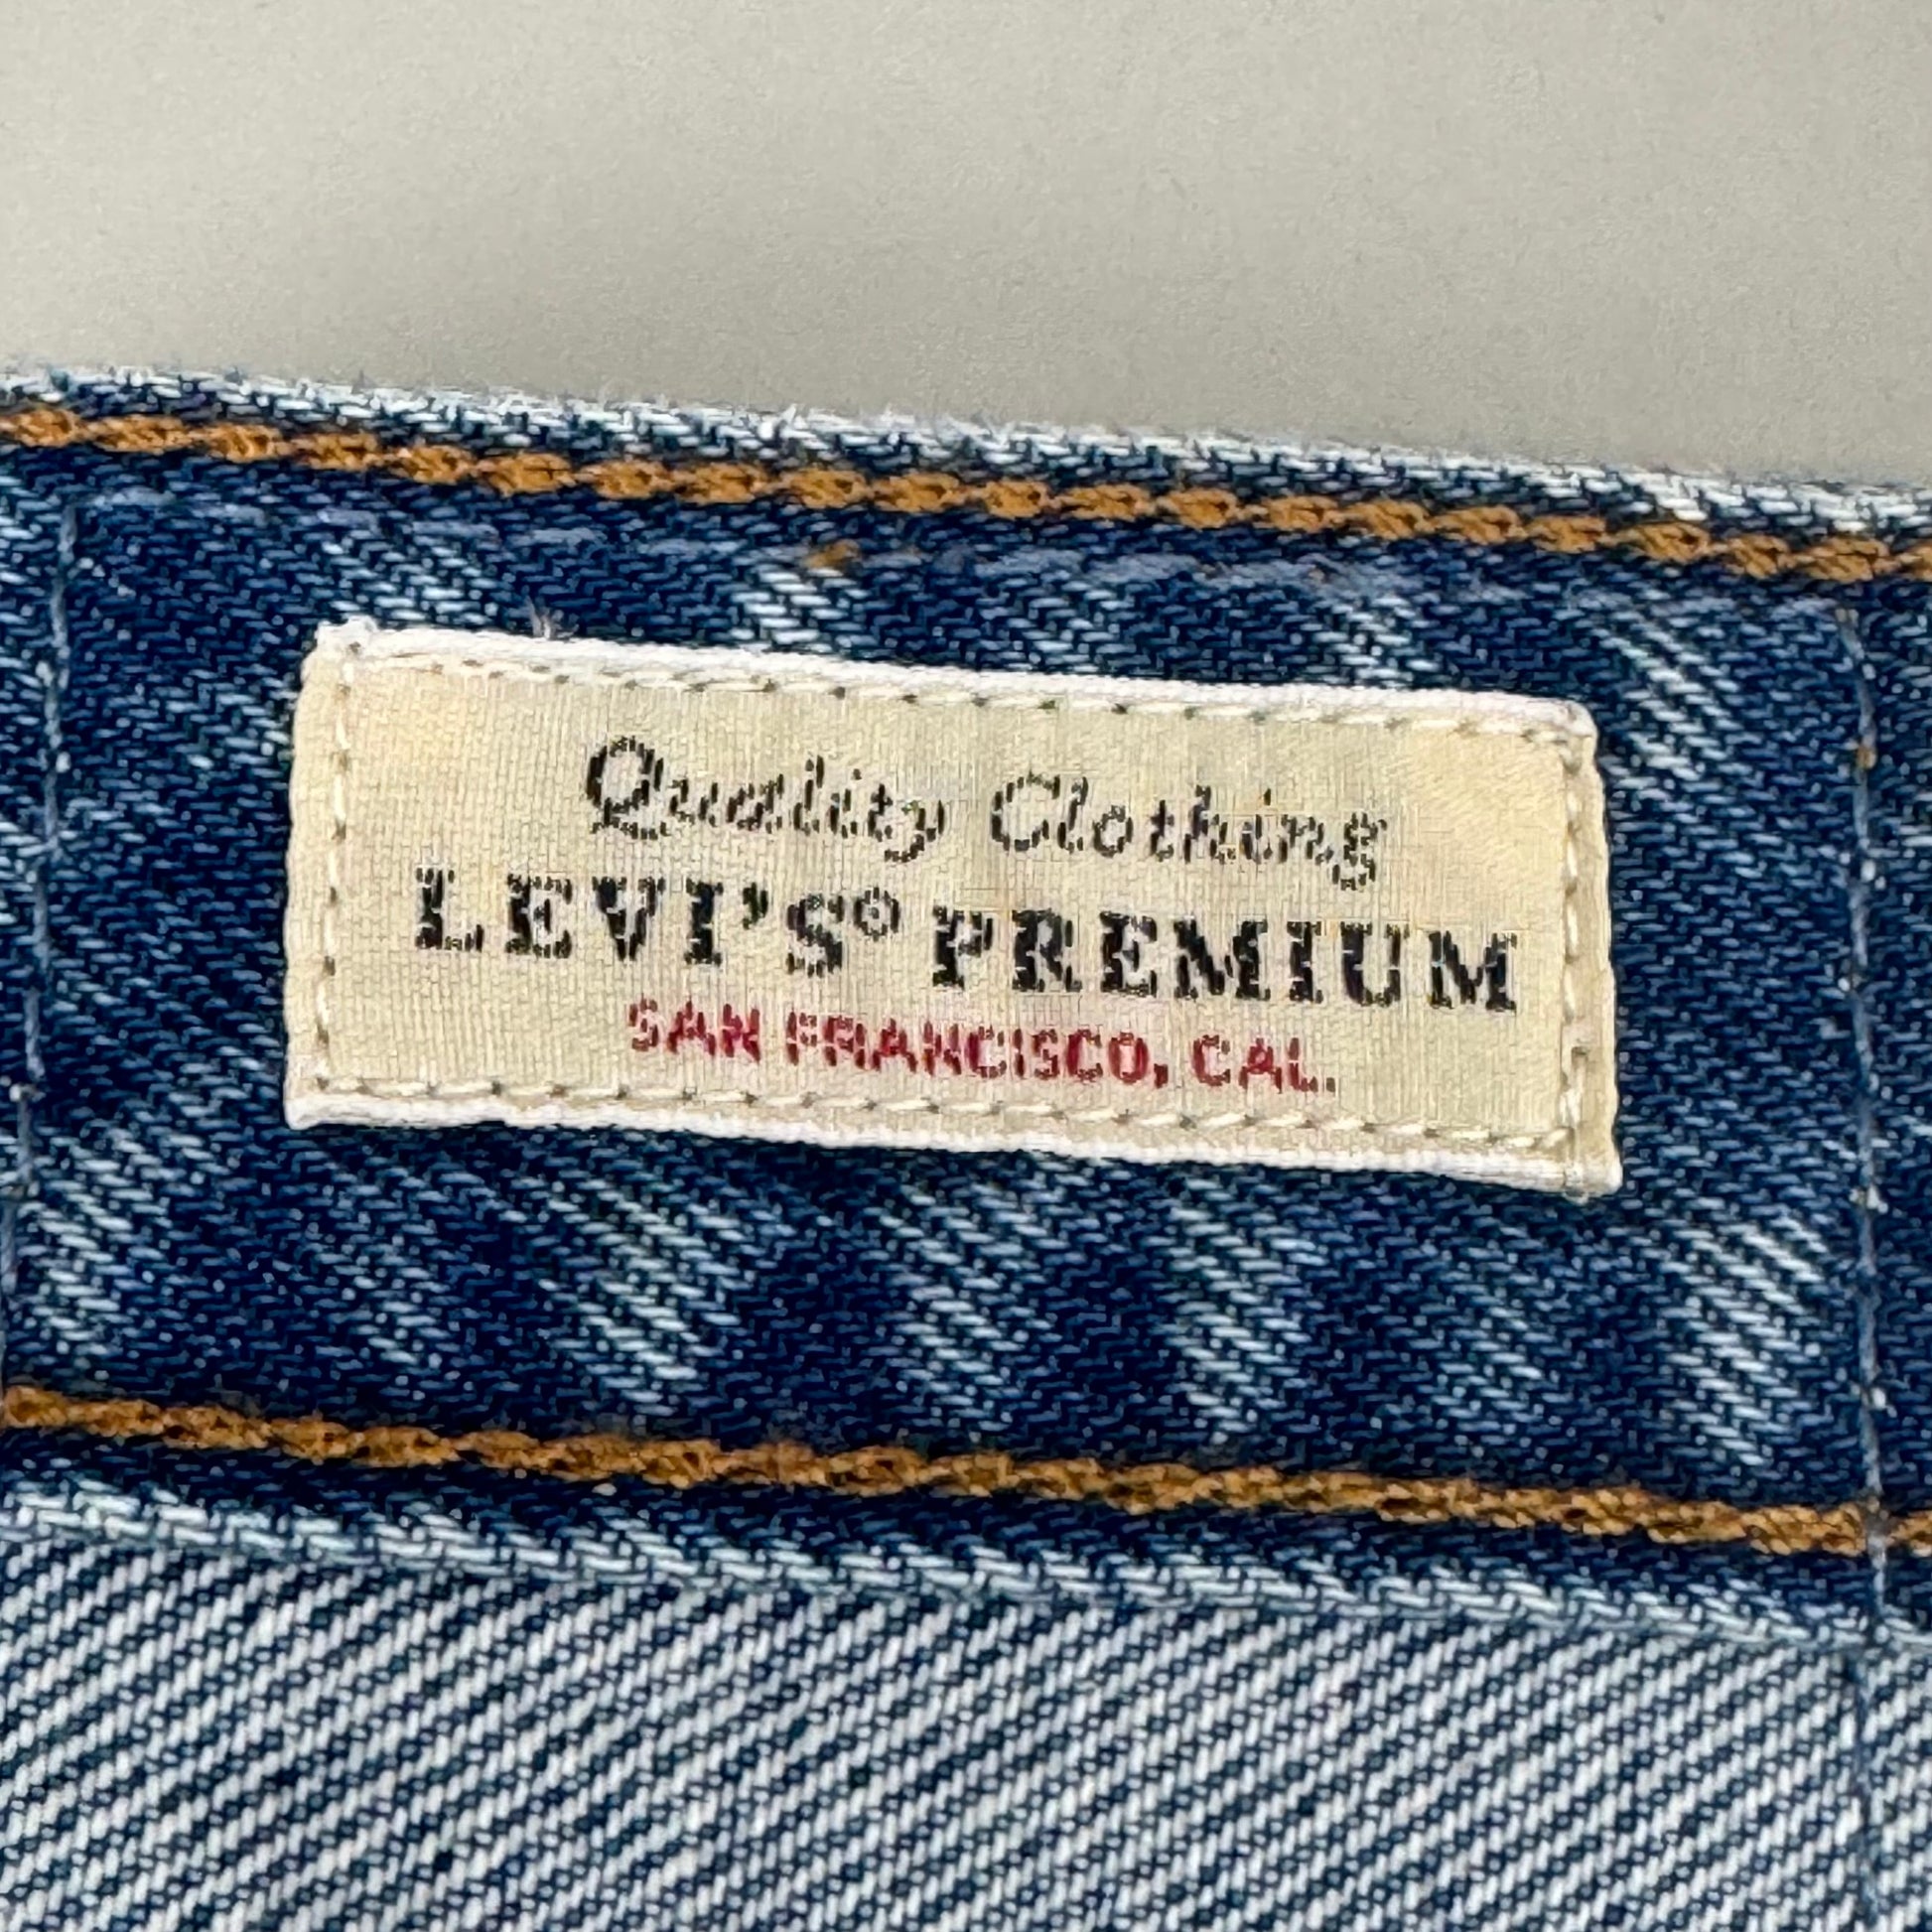 Quality Clothing
LEVI'S® PREMIUM
SAN FRANCISCO, CAL.